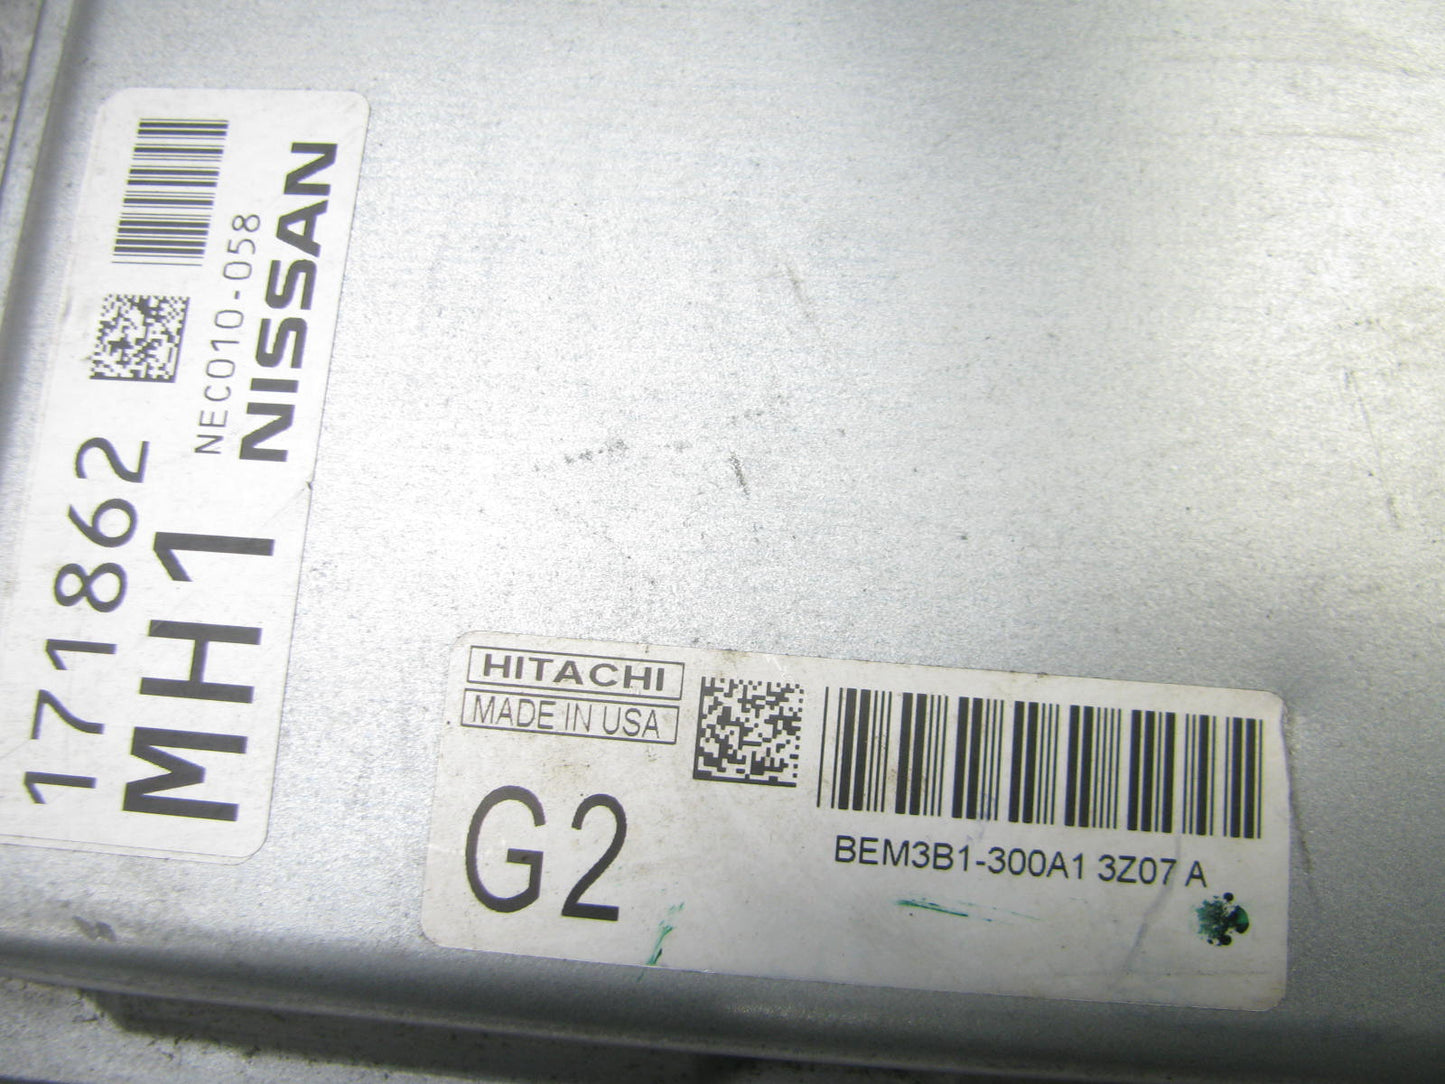 171862
MH1
NEC010-058
NISSAN
HITACHI
MADE IN USA
G2
BEM3B1-300A1 3Z07 A